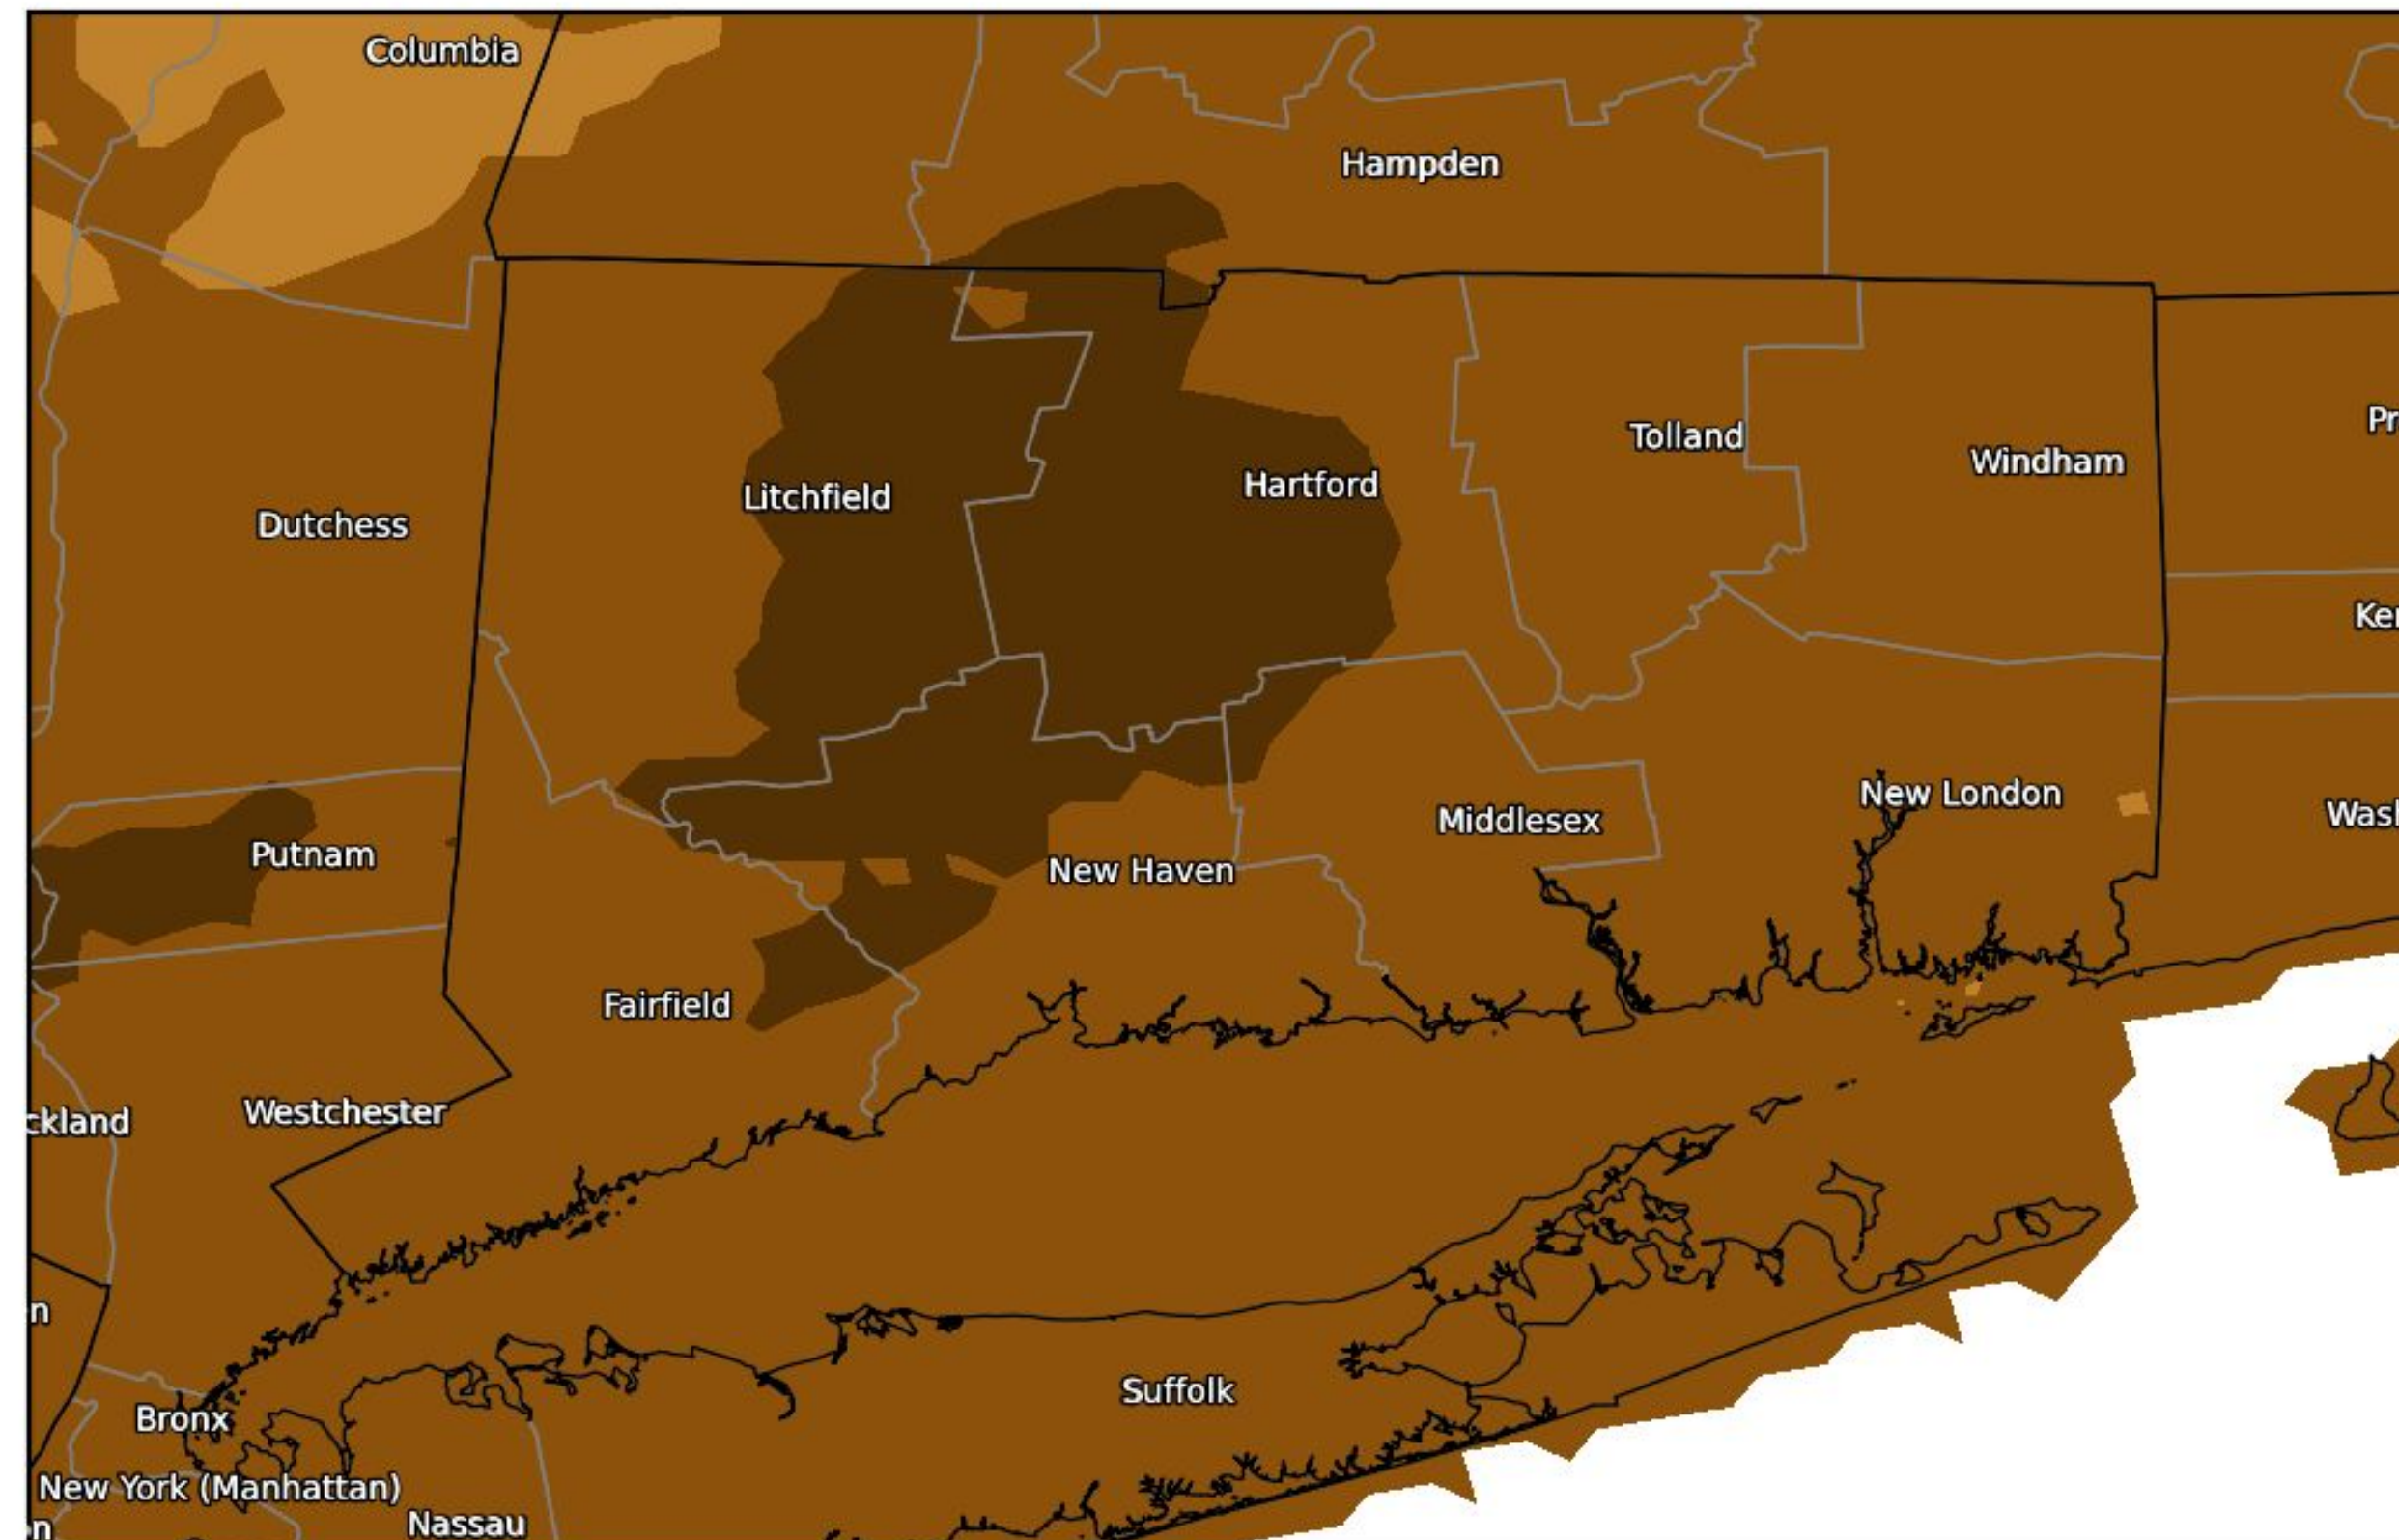 Columbia
Hampden
Pr
Tolland
Windham
Hartford
Litchfield
Dutchess
Ke
New London
Middlesex
Putnam
New Haven
Fairfield
Westchester
ckland
n
Suffolk
Bronx
New York (Manhattan)
Nassau
n